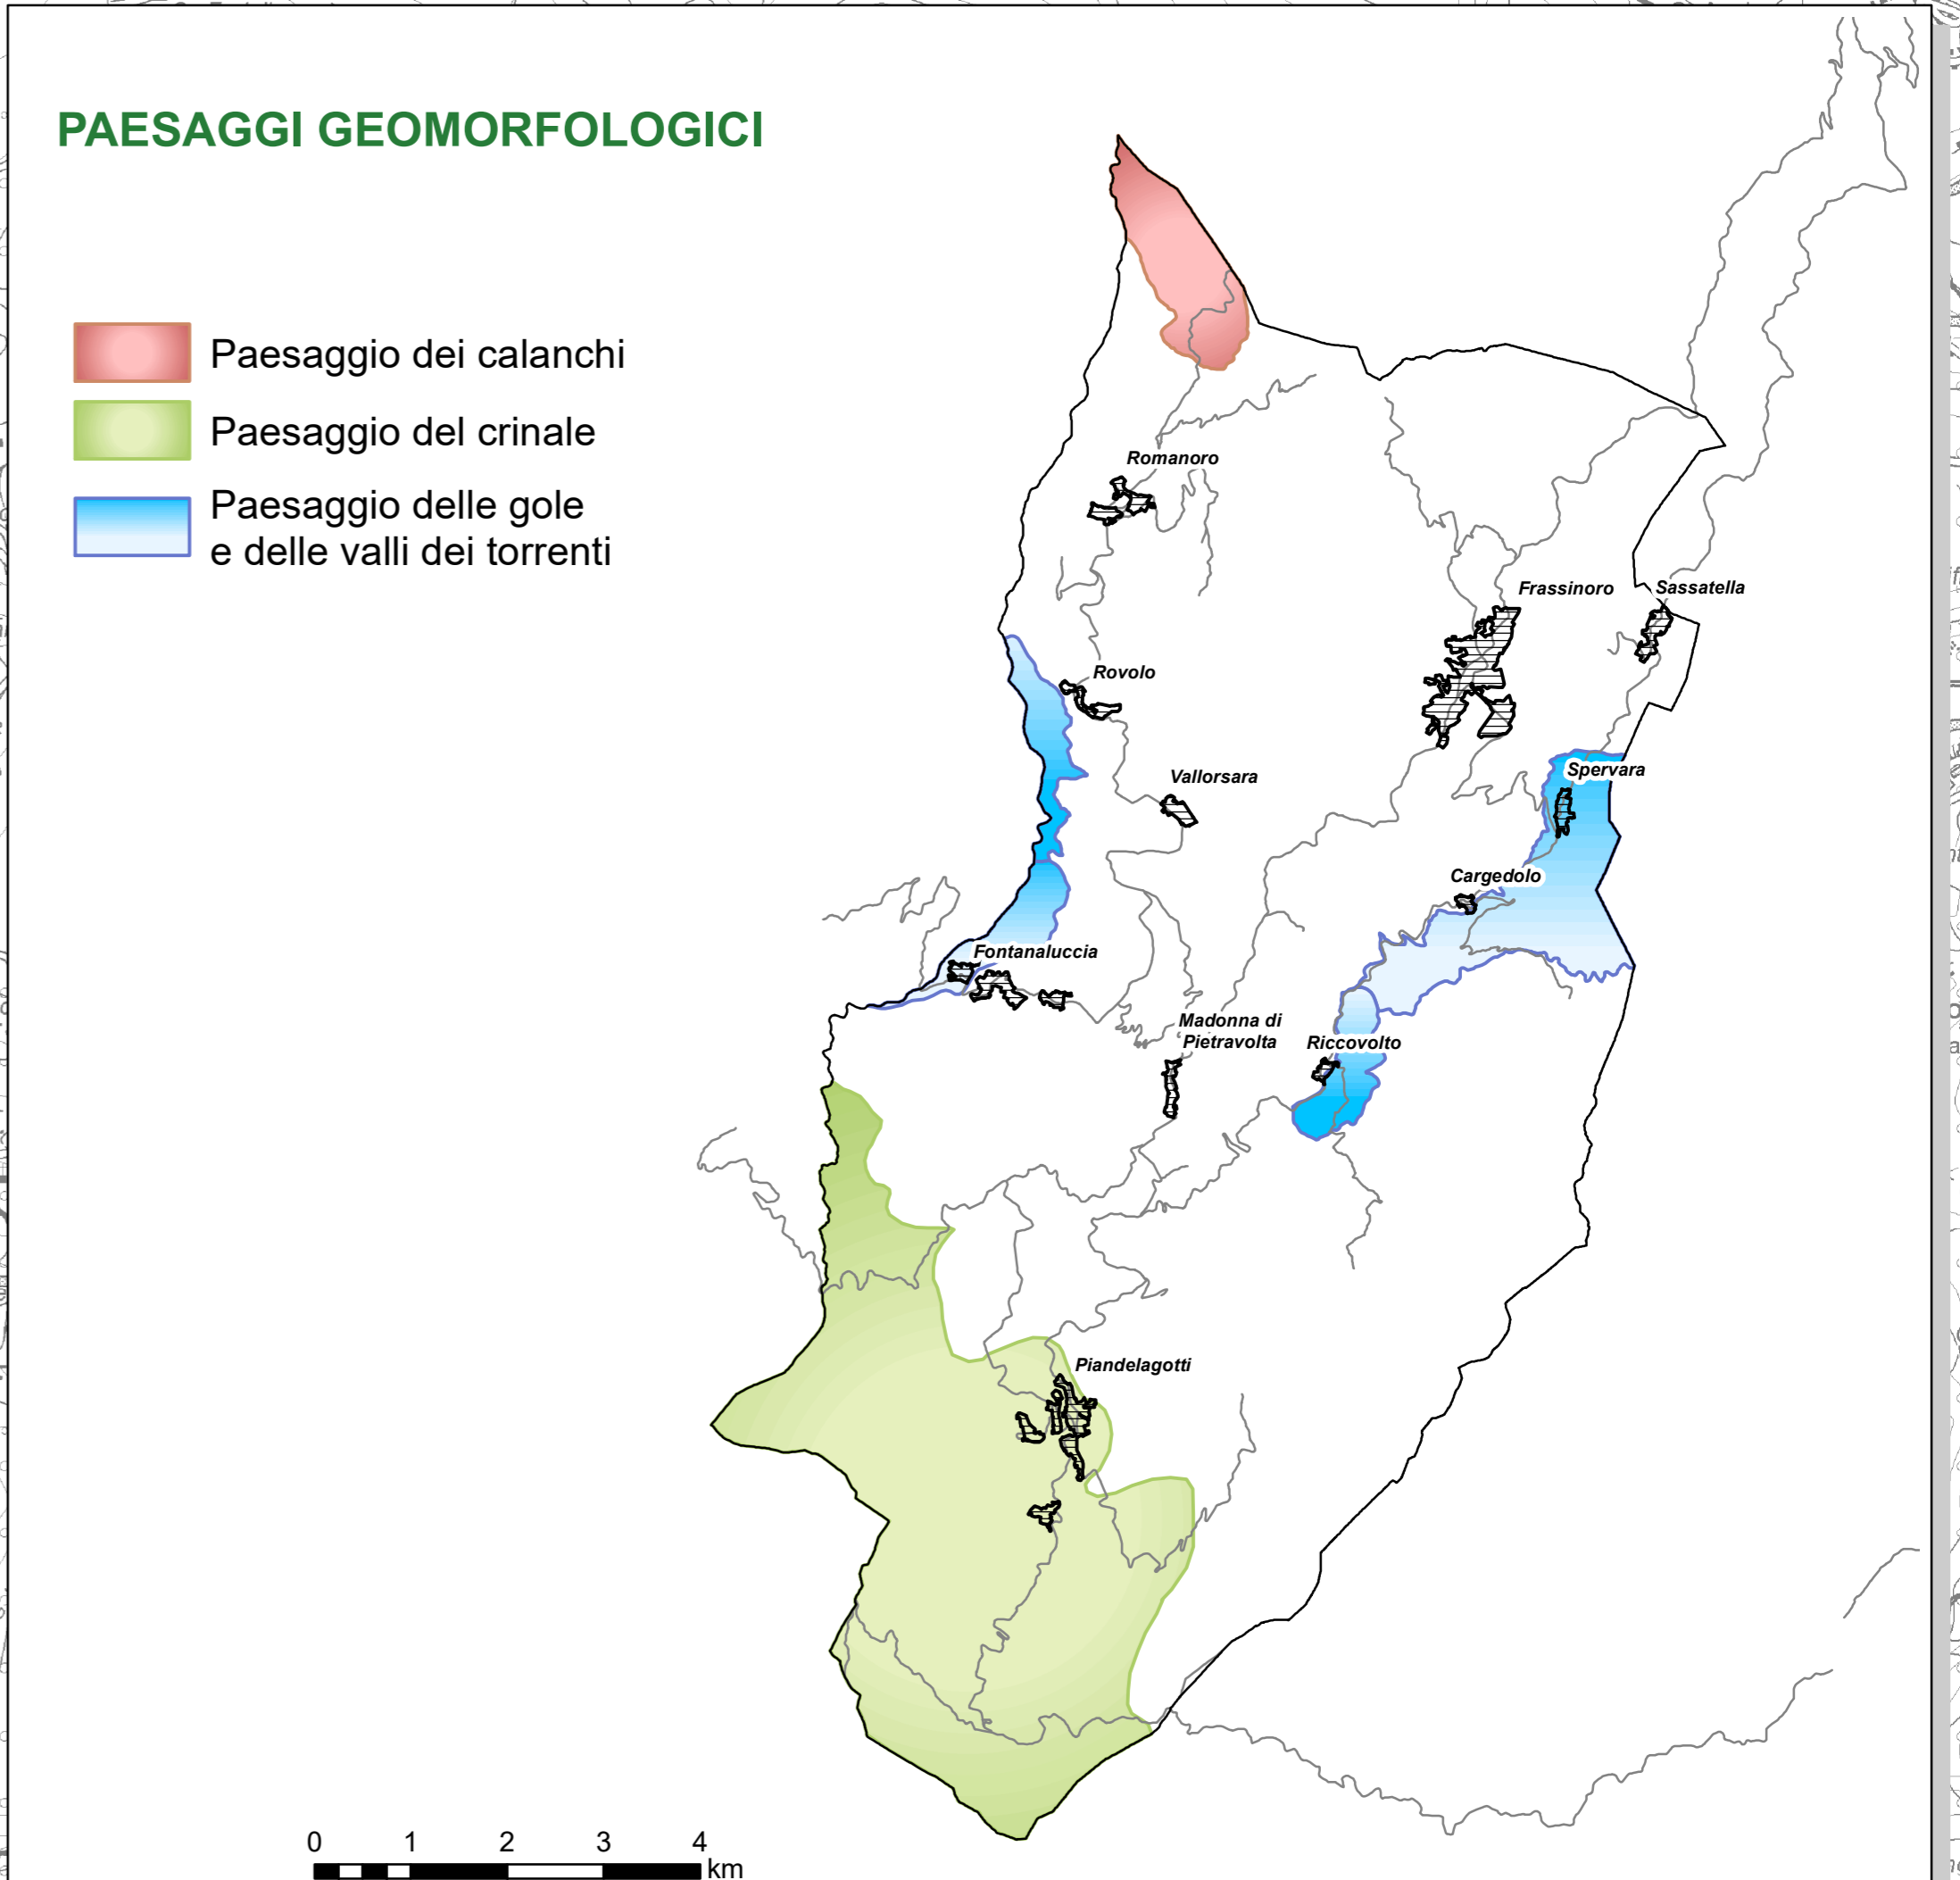 PAESAGGI GEOMORFOLOGICI
Paesaggio dei calanchi
Paesaggio del crinale
Paesaggio delle gole
e delle valli dei torrenti
Romanoro
Frassinoro
Sassatella
Rovolo
Vallorsara
Spervara
Cargedolo
Fontanaluccia
Madonna di
Pietravolta
Riccovolto
Piandelagotti
0 1 2 3 4
km